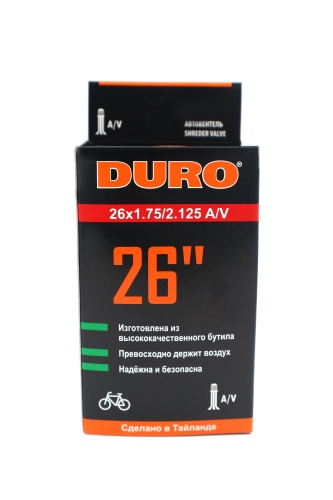 A/V
АВТОВЕНТЕЛЬ
SHREDER VALVE
DURO®
26x1.75/2.125 A/V
26"
Изготовлена из
высококачественного бутила
Превосходно держит воздух
Надёжна и безопасна
A/V
Сделано в Тайланде